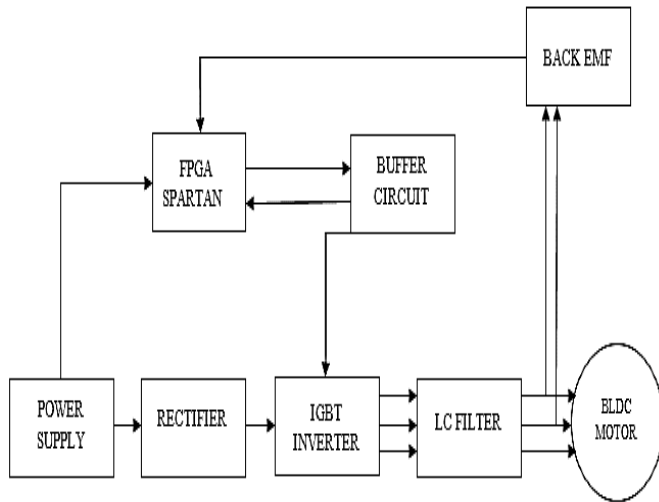 BACK EMF
FPGA
SPARTAN
BUFFER
CIRCUIT
POWER
SUPPLY
RECTIFIER
IGBT
INVERTER
LC FILTER
BLDC
MOTOR